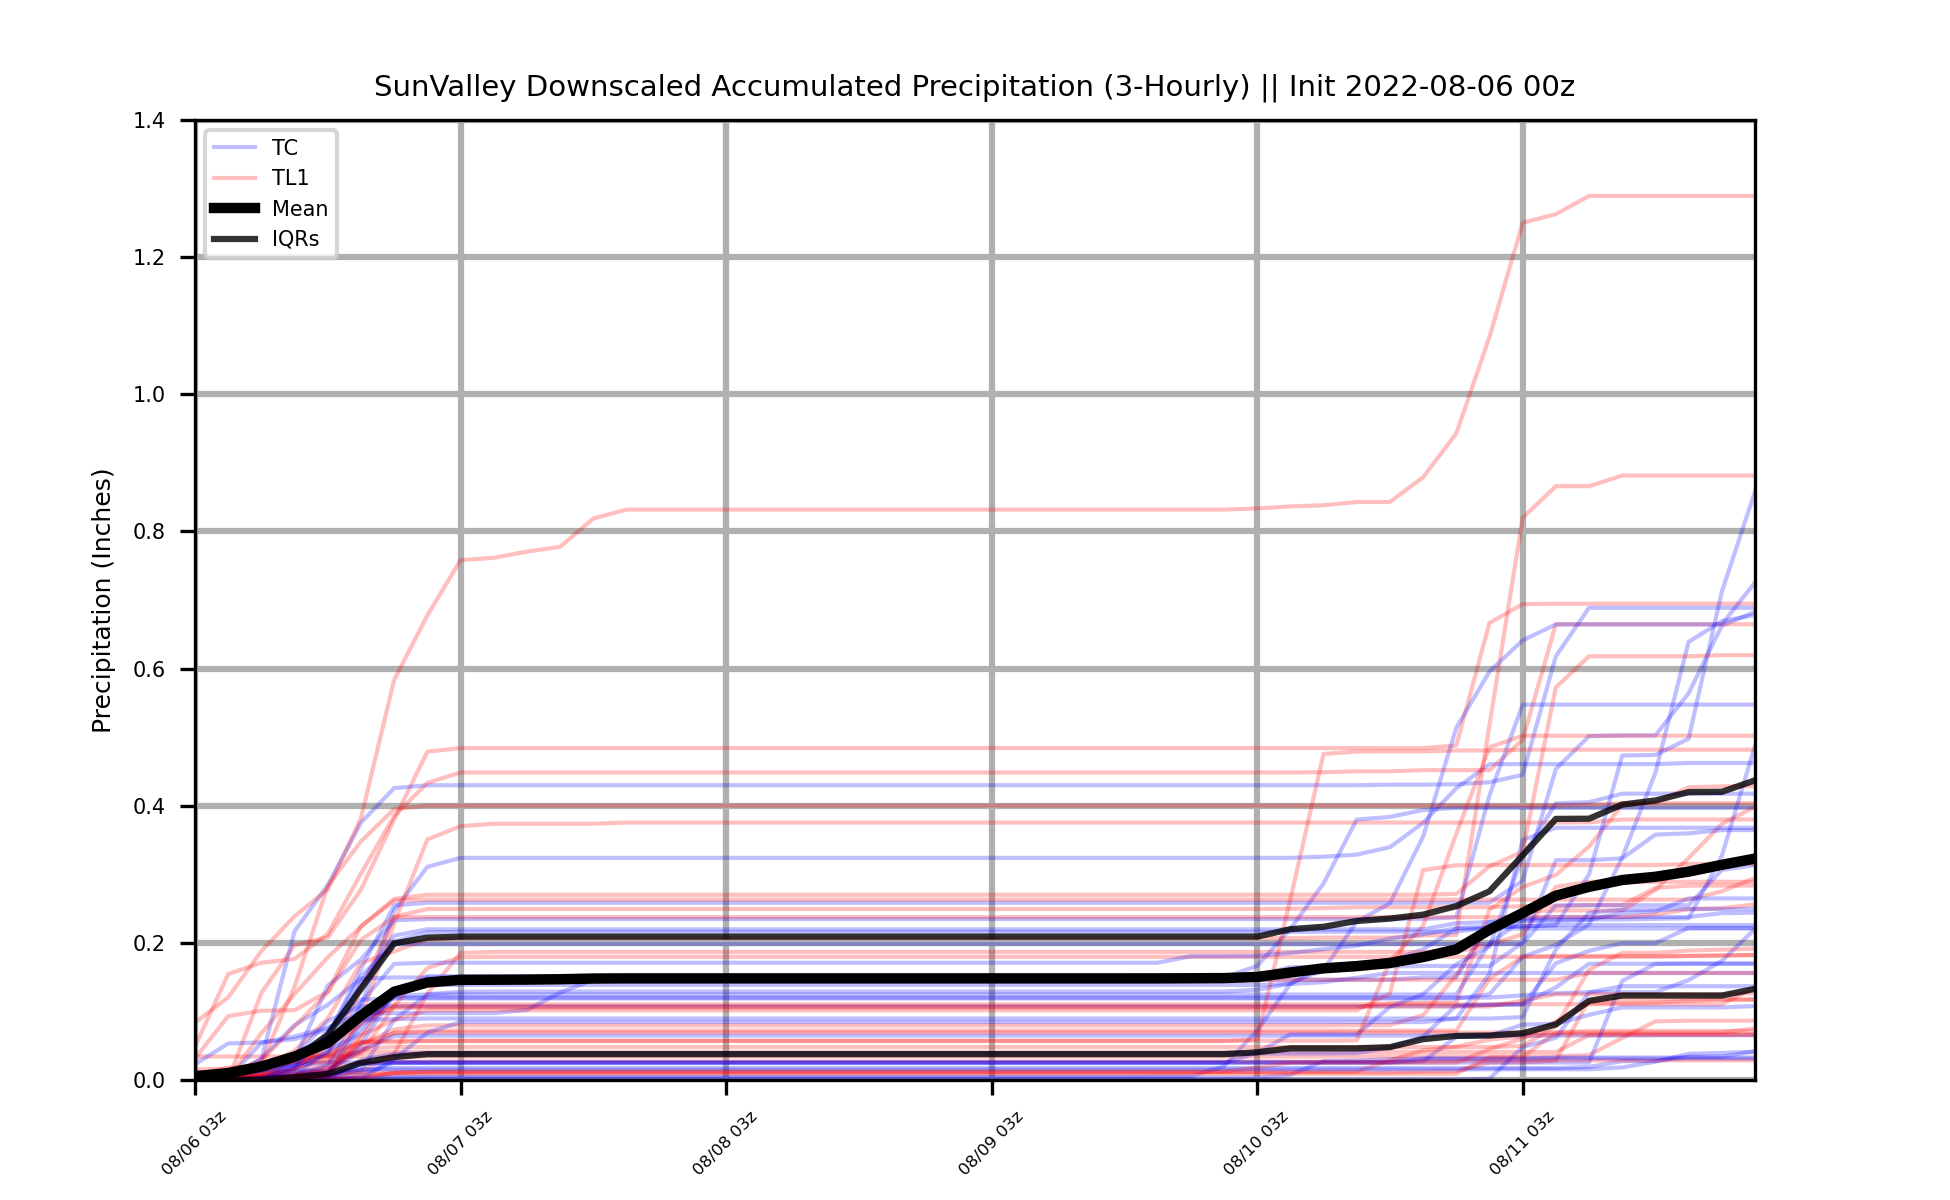 SunValley Downscaled Accumulated Precipitation (3-Hourly) || Init 2022-08-06 00z
Precipitation (Inches)
1.4
1.2
1.0
0.8
0.6
0.4
0.2
0.0
TC
TL1
Mean
IQRs
08/06 03z
08/07 03z
08/08 03z
08/09 03z
08/10 03z
08/11 03z